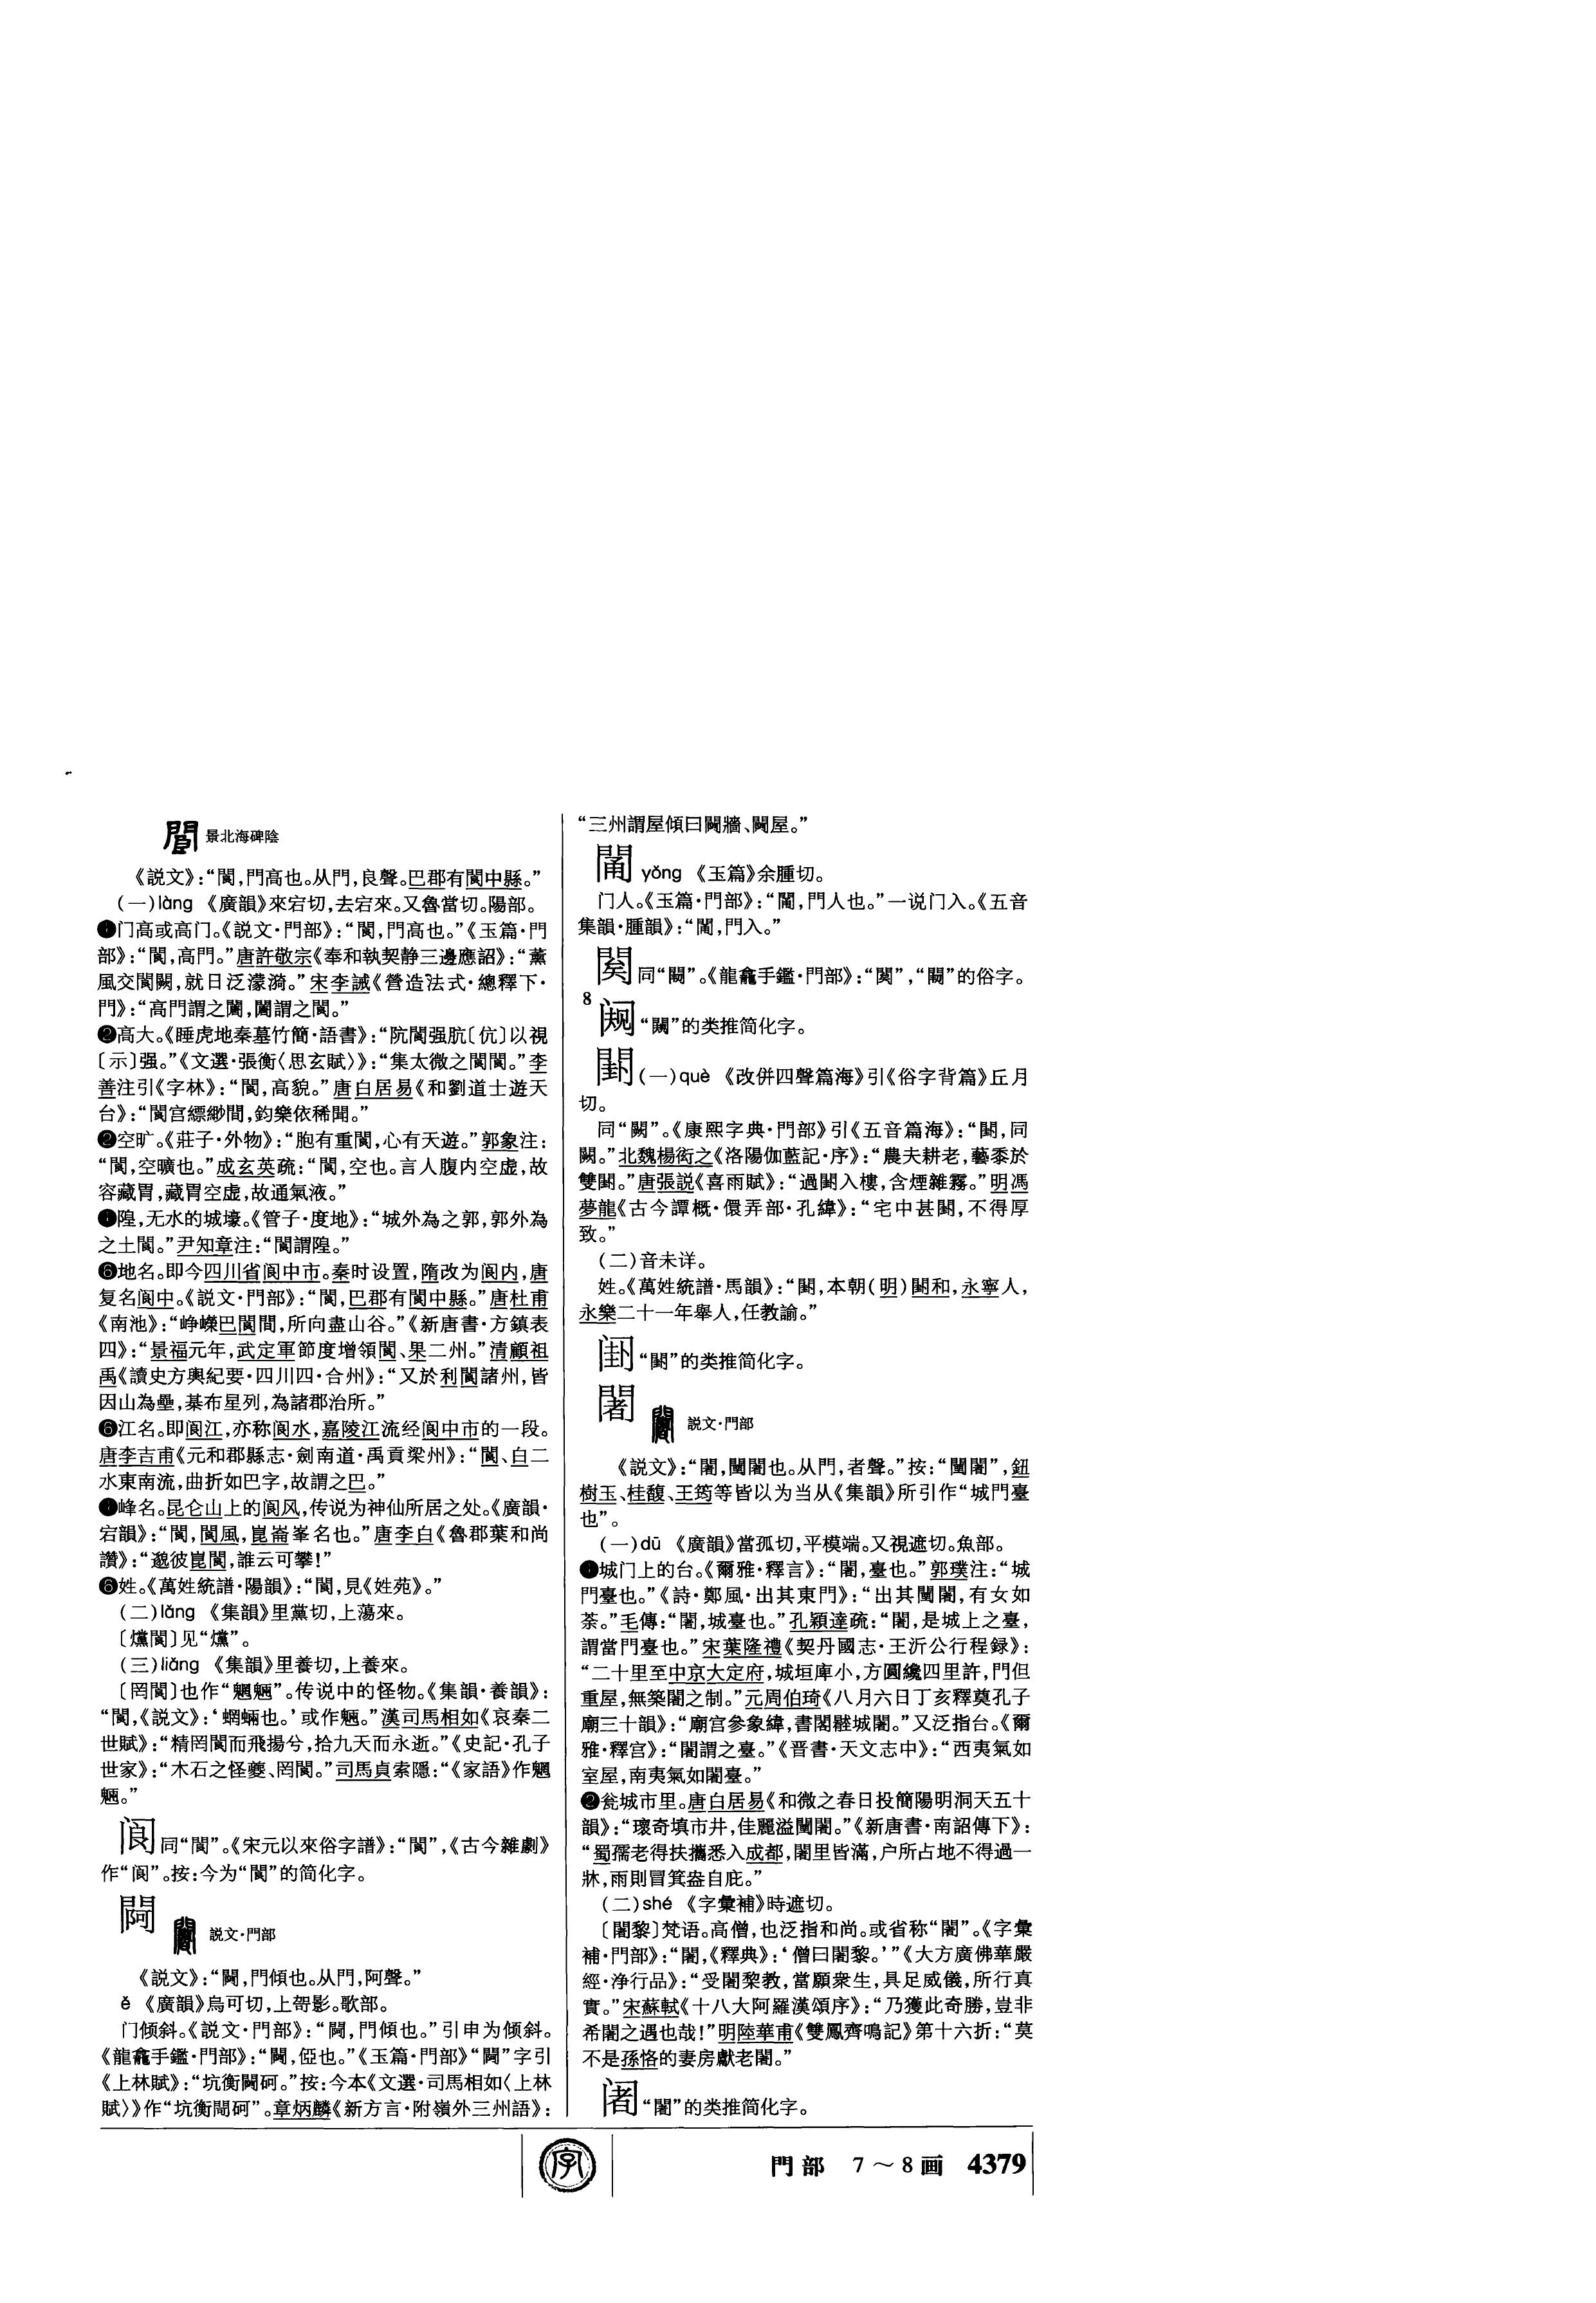 景北海碑陰
《説文》：“閬，門高也。从門，良聲。巴郡有閬中縣。”
（一）làng 《廣韻》來宕切，去宕來。又魯當切。陽部。
❶门高或高门。《説文·門部》：“閬，門高也。”《玉篇·門
部》：“閬，高門。”唐許敬宗《奉和執契静三邊應詔》：“薰
風交閬闕，就日泛濛漪。”宋李誡《營造法式·總釋下·
門》：“高門謂之闔，闔謂之閬。”
❷高大。《睡虎地秦墓竹簡·語書》：“阬閬强肮〔伉〕以視
〔示〕强。”《文選·張衡〈思玄賦〉》：“集太微之閬閬。”李
善注引《字林》：“閬，高貌。”唐白居易《和劉道士遊天
台》：“閬宫縹緲間，鈞樂依稀聞。”
❷空旷。《莊子·外物》：“胞有重閬，心有天遊。”郭象注：
“閬，空曠也。”成玄英疏：“閬，空也。言人腹内空虚，故
容藏胃，藏胃空虚，故通氣液。”
隍，无水的城壕。《管子·度地》：“城外為之郭，郭外為
之土閬。”尹知章注：“閬謂隍。”
❻地名。即今四川省阆中市。秦时设置，隋改为阆内，唐
复名阆中。《説文·門部》：“閬，巴郡有閬中縣。”唐杜甫
《南池》：“峥嶸巴閬間，所向盡山谷。”《新唐書·方鎮表
四》：“景福元年，武定軍節度增領閬、果二州。”清顧祖
禹《讀史方輿紀要·四川四·合州》：“又於利閬諸州，皆
因山為壘，棊布星列，為諸郡治所。”
❻江名。即阆江，亦称阆水，嘉陵江流经阆中市的一段。
唐李吉甫《元和郡縣志·劍南道·禹貢梁州》：“閬、白二
水東南流，曲折如巴字，故謂之巴。”
峰名。昆仑山上的阆风，传说为神仙所居之处。《廣韻·
宕韻》：“閬，閬風，崑崙峯名也。”唐李白《魯郡葉和尚
讚》：“邈彼崑閬，誰云可攀！”
❻姓。《萬姓統譜·陽韻》：“閬，見《姓苑》。”
（二）lǎng 《集韻》里黨切，上蕩來。
〔爣閬〕见“爣”。
（三）liǎng 《集韻》里養切，上養來。
〔罔閬〕也作“魍魎”。传说中的怪物。《集韻·養韻》：
“閬，《説文》：‘蝄蜽也。’或作魎。”漢司馬相如《哀秦二
世賦》：“精罔閬而飛揚兮，拾九天而永逝。”《史記·孔子
世家》：“木石之怪夔、罔閬。”司馬貞索隱：“《家語》作魍
魎。”
阆 同“閬”。《宋元以來俗字譜》：“閬”，《古今雜劇》
作“阆”。按：今为“閬”的简化字。
䦪 説文·門部
《説文》：“䦪，門傾也。从門，阿聲。”
ě 《廣韻》烏可切，上哿影。歌部。
门倾斜。《説文·門部》：“䦪，門傾也。”引申为倾斜。
《龍龕手鑑·門部》：“䦪，俹也。”《玉篇·門部》“䦪”字引
《上林賦》：“坑衡䦪砢。”按：今本《文選·司馬相如〈上林
賦〉》作“坑衡閜砢”。章炳麟《新方言·附嶺外三州語》：
“三州謂屋傾曰䦪牆、䦪屋。”
yǒng 《玉篇》余腫切。
门人。《玉篇·門部》：“䦷，門人也。”一说门入。《五音
集韻·腫韻》：“䦷，門入。”
同“闚”。《龍龕手鑑·門部》：“䦟”，“闚”的俗字。
8
“闚”的类推简化字。
（一）què 《改併四聲篇海》引《俗字背篇》丘月
切。
同“闕”。《康熙字典·門部》引《五音篇海》：“䦬，同
闕。”北魏楊衒之《洛陽伽藍記·序》：“農夫耕老，藝黍於
雙䦬。”唐張説《喜雨賦》：“過䦬入樓，含煙雜霧。”明馮
夢龍《古今譚概·儇弄部·孔緯》：“宅中甚䦬，不得厚
致。”
（二）音未详。
姓。《萬姓統譜·馬韻》：“䦬，本朝（明）䦬和，永寧人，
永樂二十一年舉人，任教諭。”
“䦬”的类推简化字。
闍 説文·門部
《説文》：“闍，闉闍也。从門，者聲。”按：“闉闍”，鈕
樹玉、桂馥、王筠等皆以为当从《集韻》所引作“城門臺
也”。
（一）dū 《廣韻》當孤切，平模端。又視遮切。魚部。
❶城门上的台。《爾雅·釋言》：“闍，臺也。”郭璞注：“城
門臺也。”《詩·鄭風·出其東門》：“出其闉闍，有女如
荼。”毛傳：“闍，城臺也。”孔穎達疏：“闍，是城上之臺，
謂當門臺也。”宋葉隆禮《契丹國志·王沂公行程録》：
“二十里至中京大定府，城垣庳小，方圓纔四里許，門但
重屋，無築闍之制。”元周伯琦《八月六日丁亥釋奠孔子
廟三十韻》：“廟宫參象緯，書閣壓城闍。”又泛指台。《爾
雅·釋宫》：“闍謂之臺。”《晋書·天文志中》：“西夷氣如
室屋，南夷氣如闍臺。”
❷瓮城市里。唐白居易《和微之春日投簡陽明洞天五十
韻》：“瓌奇填市井，佳麗溢闉闍。”《新唐書·南詔傳下》：
“蜀孺老得扶攜悉入成都，闍里皆滿，户所占地不得過一
牀，雨則冒箕盎自庇。”
（二）shé 《字彙補》時遮切。
〔闍黎〕梵语。高僧，也泛指和尚。或省称“闍”。《字彙
補·門部》：“闍，《釋典》：‘僧曰闍黎。’”《大方廣佛華嚴
經·净行品》：“受闍黎教，當願衆生，具足威儀，所行真
實。”宋蘇軾《十八大阿羅漢頌序》：“乃獲此奇勝，豈非
希闍之遇也哉！”明陸華甫《雙鳳齊鳴記》第十六折：“莫
不是孫恪的妻房獻老闍。”
阇 “闍”的类推简化字。
字
門部 7～8画 4379